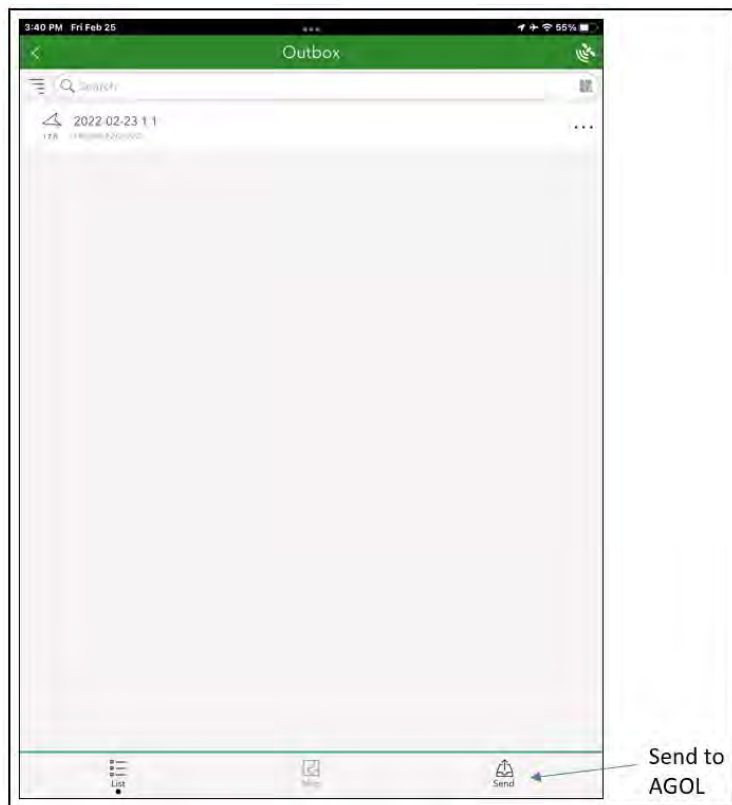 3:40 PM Fri Feb 25
55%
Outbox
Search
2022-02-23 1 1
List
Map
Send
Send to
AGOL